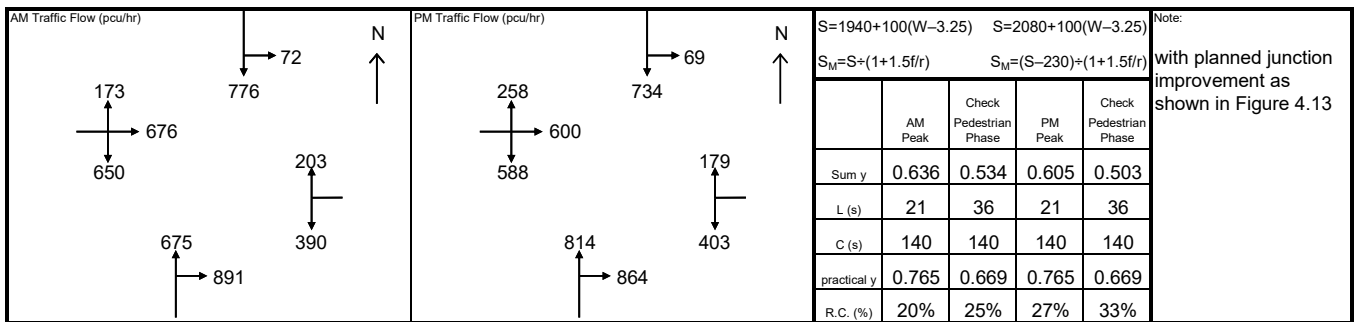 AM Traffic Flow (pcu/hr)
N
72
776
173
676
650
203
390
675
891
PM Traffic Flow (pcu/hr)
N
69
734
258
600
588
179
403
814
864
S=1940+100(W–3.25) S=2080+100(W–3.25)
S_M=S÷(1+1.5f/r) S_M=(S–230)÷(1+1.5f/r)
AM Peak Check Pedestrian Phase PM Peak Check Pedestrian Phase
Sum y 0.636 0.534 0.605 0.503
L (s) 21 36 21 36
C (s) 140 140 140 140
practical y 0.765 0.669 0.765 0.669
R.C. (%) 20% 25% 27% 33%
Note:
with planned junction
improvement as
shown in Figure 4.13